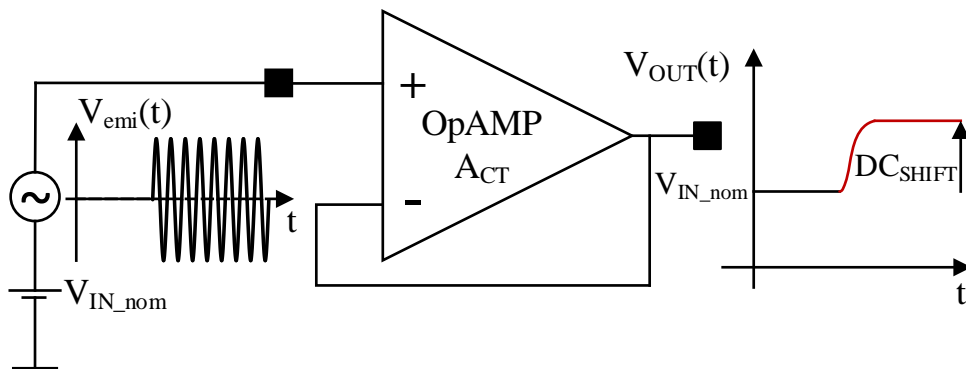 V_emi(t)
t
V_IN_nom
+
OpAMP
A_CT
-
V_OUT(t)
V_IN_nom
DC_SHIFT
t